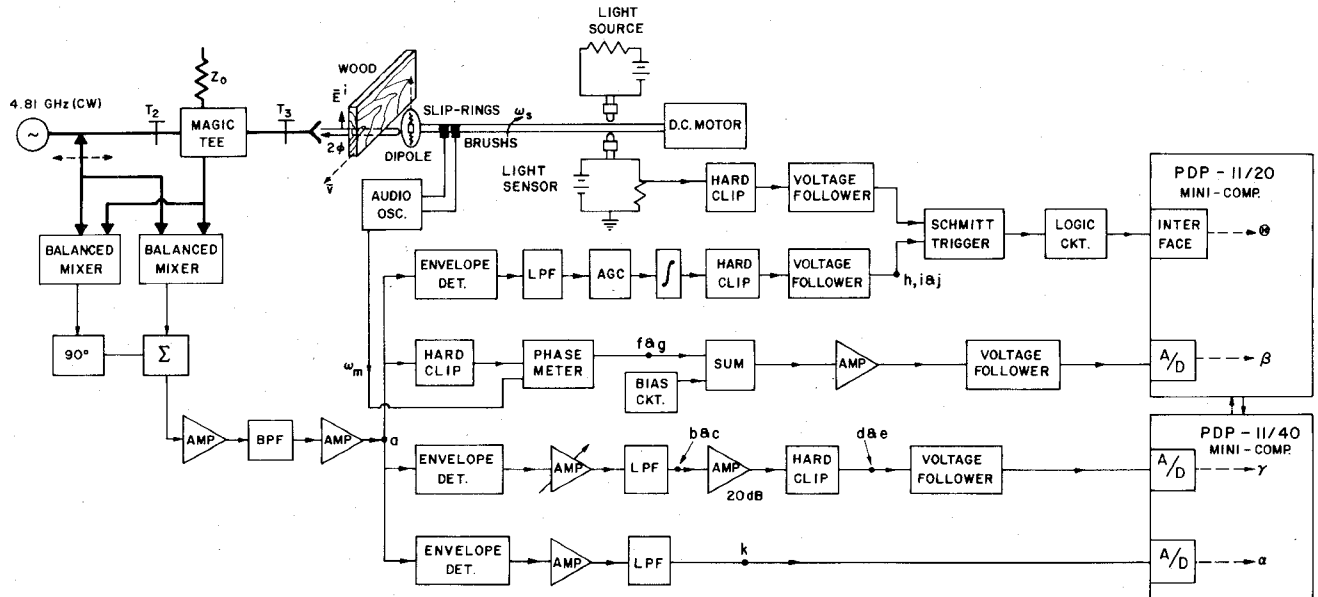 LIGHT
SOURCE
WOOD
Z₀
4.81 GHz (CW)
T₂
MAGIC
TEE
T₃
E̅ⁱ
2ϕ
V̅
DIPOLE
SLIP-RINGS
BRUSHS
ωₛ
D.C. MOTOR
LIGHT
SENSOR
AUDIO
OSC.
HARD
CLIP
VOLTAGE
FOLLOWER
SCHMITT
TRIGGER
LOGIC
CKT.
PDP-11/20
MINI-COMP.
INTER
FACE
Θ
BALANCED
MIXER
BALANCED
MIXER
ENVELOPE
DET.
LPF
AGC
∫
HARD
CLIP
VOLTAGE
FOLLOWER
h, i&j
90°
Σ
ωₘ
HARD
CLIP
PHASE
METER
f&g
BIAS
CKT.
SUM
AMP
VOLTAGE
FOLLOWER
A/D
β
AMP
BPF
AMP
a
PDP-11/40
MINI-COMP.
ENVELOPE
DET.
AMP
LPF
b&c
AMP
20dB
HARD
CLIP
d&e
VOLTAGE
FOLLOWER
A/D
γ
ENVELOPE
DET.
AMP
LPF
k
A/D
α